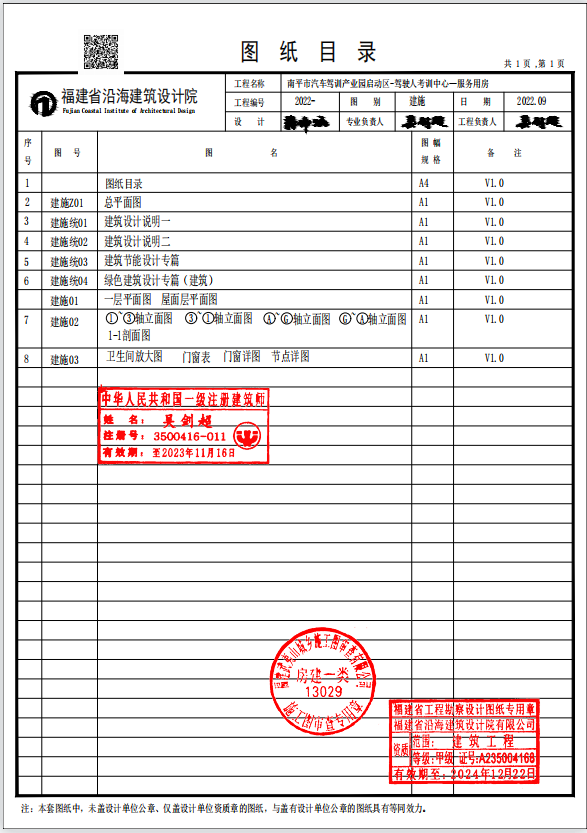 图 纸 目 录
共 1 页 ,第 1 页
福建省沿海建筑设计院
Fujian Coastal Institute of Architectural Design
工程名称 南平市汽车驾训产业园启动区-驾驶人考训中心—服务用房
工程编号 2022- 图 别 建施 日 期 2022.09
设 计 专业负责人 工程负责人
序号 图 号 图 名 图幅规格 备 注
1 图纸目录 A4 V1.0
2 建施Z01 总平面图 A1 V1.0
3 建施统01 建筑设计说明一 A1 V1.0
4 建施统02 建筑设计说明二 A1 V1.0
5 建施统03 建筑节能设计专篇 A1 V1.0
6 建施统04 绿色建筑设计专篇（建筑） A1 V1.0
建施01 一层平面图 屋面层平面图 A1 V1.0
7 建施02 ①~③轴立面图 ③~①轴立面图 Ⓐ~Ⓖ轴立面图 Ⓖ~Ⓐ轴立面图 A1 V1.0
1-1剖面图
8 建施03 卫生间放大图 门窗表 门窗详图 节点详图 A1 V1.0
中华人民共和国一级注册建筑师
姓 名： 吴剑超
注册号：3500416-011
有效期：至2023年11月16日
房建一类
13029
施工图审查专用章
福建省工程勘察设计图纸专用章
福建省沿海建筑设计院有限公司
资质 范围： 建 筑 工 程
等级:甲级 证号:A235004168
有效期至：2024年12月22日
注：本套图纸中，未盖设计单位公章、仅盖设计单位资质章的图纸，与盖有设计单位公章的图纸具有等同效力。